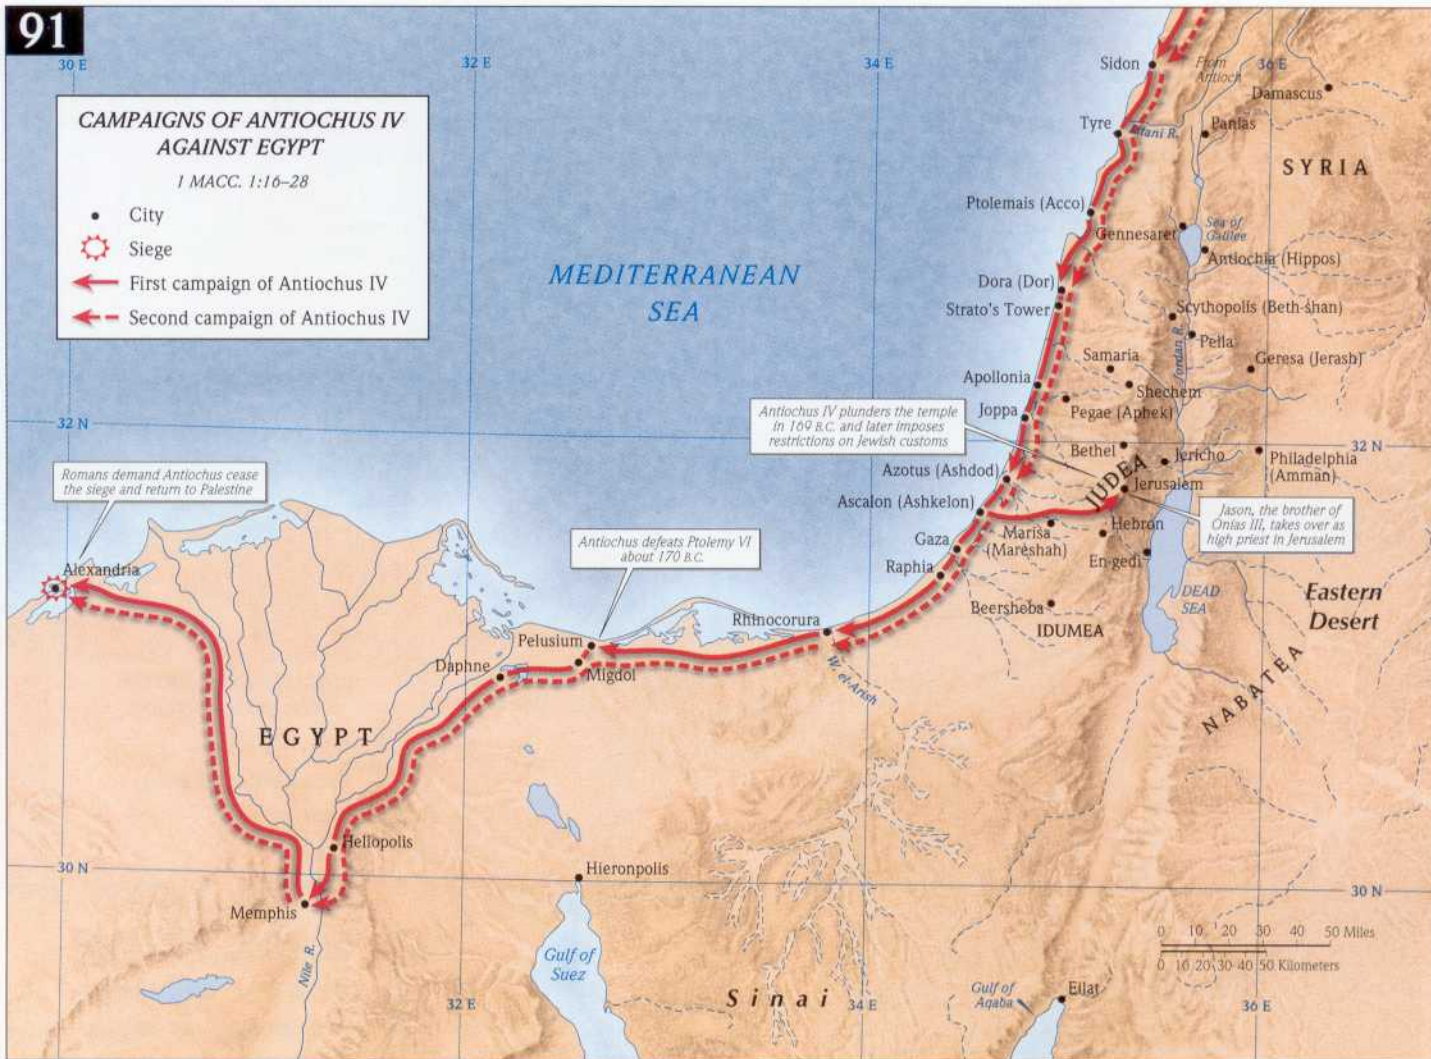 91
30 E
32 E
34 E
36 E
CAMPAIGNS OF ANTIOCHUS IV
AGAINST EGYPT
1 MACC. 1:16–28
City
Siege
First campaign of Antiochus IV
Second campaign of Antiochus IV
Sidon
From
Antioch
Damascus
Tyre
Litani R.
Panias
SYRIA
Ptolemais (Acco)
Gennesaret
Sea of
Galilee
Antiochia (Hippos)
MEDITERRANEAN
SEA
Dora (Dor)
Strato's Tower
Scythopolis (Beth-shan)
Jordan R.
Pella
Samaria
Geresa (Jerash)
Apollonia
Shechem
Joppa
Pegae (Aphek)
Antiochus IV plunders the temple
in 169 B.C. and later imposes
restrictions on Jewish customs
32 N
32 N
Bethel
Jericho
Philadelphia
(Amman)
Azotus (Ashdod)
JUDEA
Jerusalem
Romans demand Antiochus cease
the siege and return to Palestine
Ascalon (Ashkelon)
Jason, the brother of
Onias III, takes over as
high priest in Jerusalem
Marisa
(Mareshah)
Hebron
Gaza
En-gedi
Antiochus defeats Ptolemy VI
about 170 B.C.
Raphia
Alexandria
DEAD
SEA
Eastern
Desert
Beersheba
IDUMEA
Rhinocorura
Pelusium
Daphne
Migdol
W. el-Arish
NABATEA
EGYPT
Heliopolis
30 N
Hieronpolis
30 N
Memphis
Nile R.
0 10 20 30 40 50 Miles
0 10 20 30 40 50 Kilometers
Gulf of
Suez
Sinai
Gulf of
Aqaba
Eilat
32 E
34 E
36 E